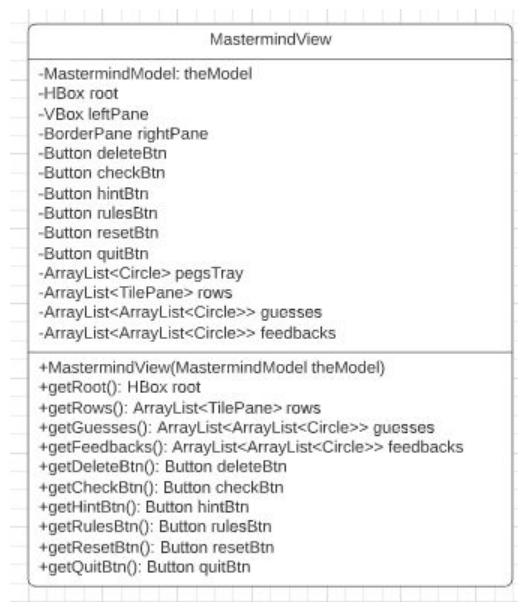 MastermindView
-MastermindModel: theModel
-HBox root
-VBox leftPane
-BorderPane rightPane
-Button deleteBtn
-Button checkBtn
-Button hintBtn
-Button rulesBtn
-Button resetBtn
-Button quitBtn
-ArrayList<Circle> pegsTray
-ArrayList<TilePane> rows
-ArrayList<ArrayList<Circle>> guesses
-ArrayList<ArrayList<Circle>> feedbacks
+MastermindView(MastermindModel theModel)
+getRoot(): HBox root
+getRows(): ArrayList<TilePane> rows
+getGuesses(): ArrayList<ArrayList<Circle>> guesses
+getFeedbacks(): ArrayList<ArrayList<Circle>> feedbacks
+getDeleteBtn(): Button deleteBtn
+getCheckBtn(): Button checkBtn
+getHintBtn(): Button hintBtn
+getRulesBtn(): Button rulesBtn
+getResetBtn(): Button resetBtn
+getQuitBtn(): Button quitBtn